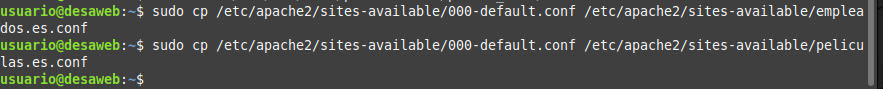 usuario@desaweb:~$ sudo cp /etc/apache2/sites-available/000-default.conf /etc/apache2/sites-available/emplea
dos.es.conf
usuario@desaweb:~$ sudo cp /etc/apache2/sites-available/000-default.conf /etc/apache2/sites-available/pelicu
las.es.conf
usuario@desaweb:~$